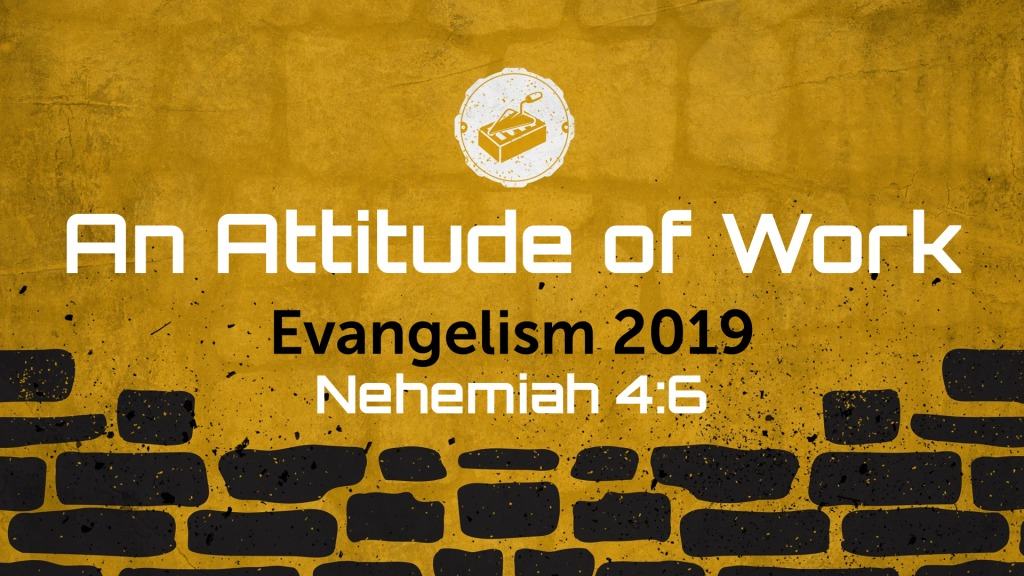 An Attitude of Work
Evangelism 2019
Nehemiah 4:6